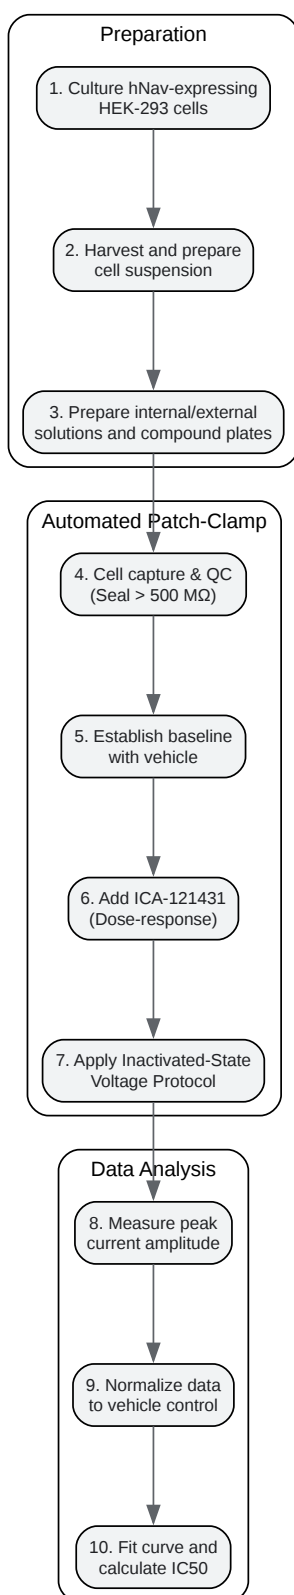 Preparation
1. Culture hNav-expressing
HEK-293 cells
2. Harvest and prepare
cell suspension
3. Prepare internal/external
solutions and compound plates
Automated Patch-Clamp
4. Cell capture & QC
(Seal > 500 MΩ)
5. Establish baseline
with vehicle
6. Add ICA-121431
(Dose-response)
7. Apply Inactivated-State
Voltage Protocol
Data Analysis
8. Measure peak
current amplitude
9. Normalize data
to vehicle control
10. Fit curve and
calculate IC50